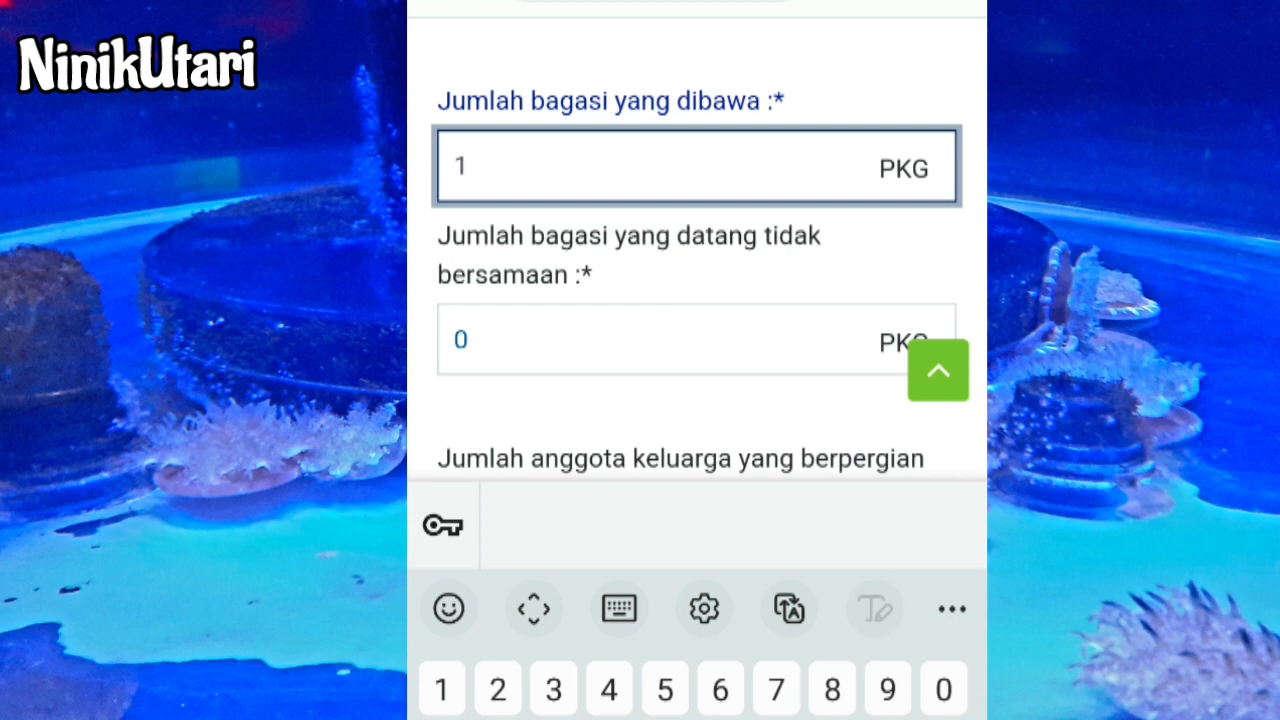 NinikUtari
Jumlah bagasi yang dibawa :*
1 PKG
Jumlah bagasi yang datang tidak
bersamaan :*
0 PK
Jumlah anggota keluarga yang berpergian
1 2 3 4 5 6 7 8 9 0